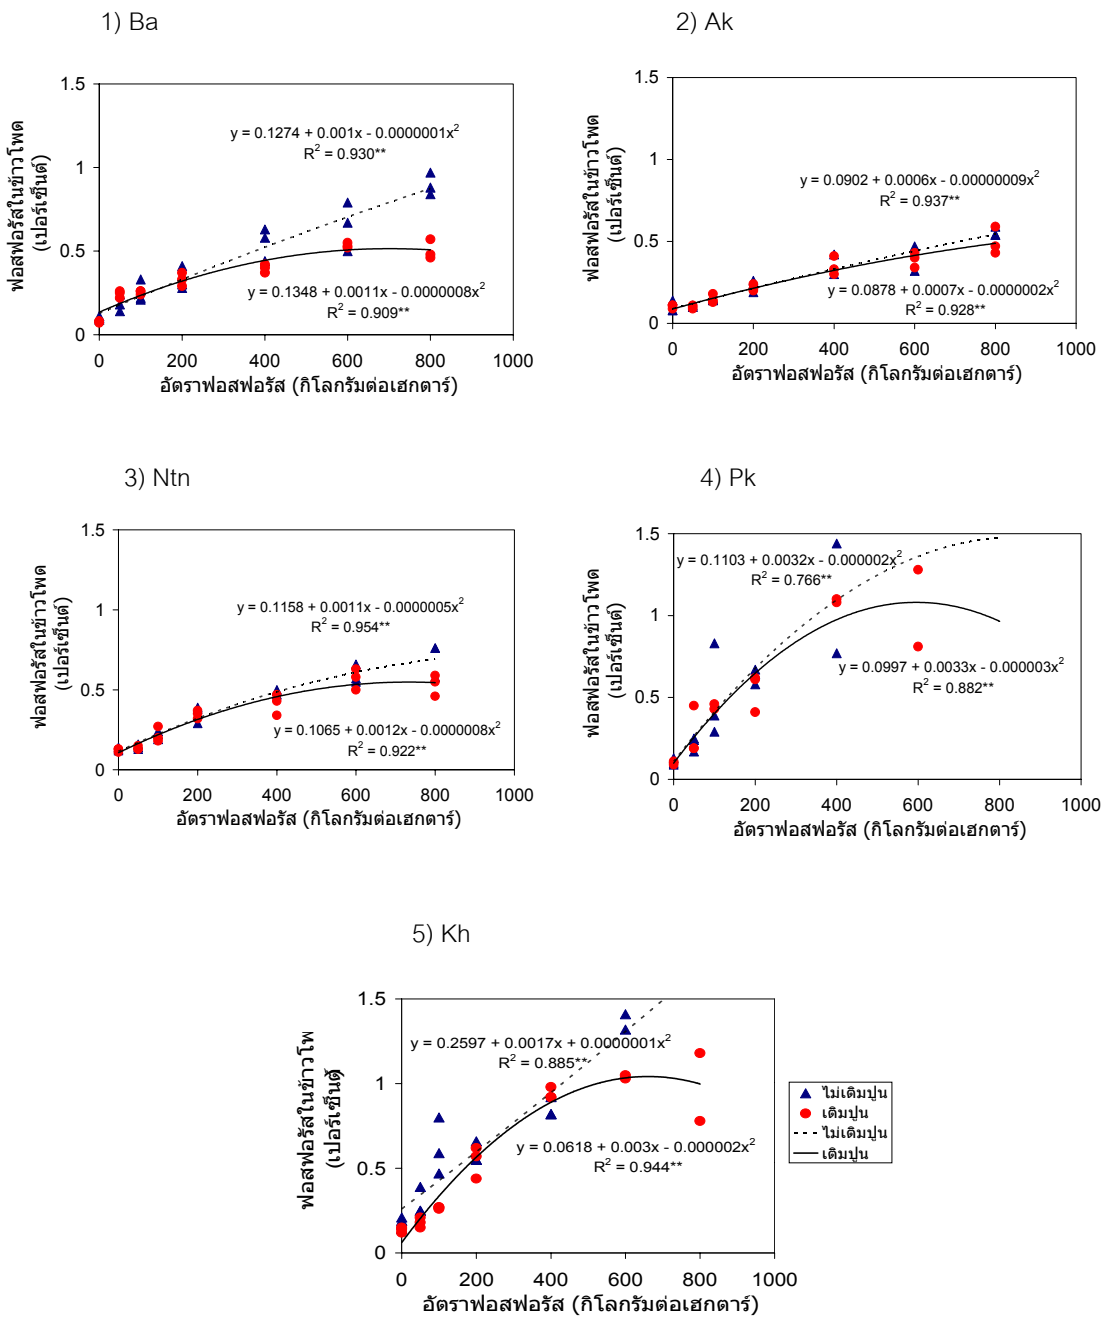 1) Ba
2) Ak
ฟอสฟอรัสในข้าวโพด
(เปอร์เซ็นต์)
1.5
1
0.5
0
y = 0.1274 + 0.001x - 0.0000001x²
R² = 0.930**
y = 0.1348 + 0.0011x - 0.0000008x²
R² = 0.909**
0 200 400 600 800 1000
อัตราฟอสฟอรัส (กิโลกรัมต่อเฮกตาร์)
ฟอสฟอรัสในข้าวโพด
(เปอร์เซ็นต์)
1.5
1
0.5
0
y = 0.0902 + 0.0006x - 0.00000009x²
R² = 0.937**
y = 0.0878 + 0.0007x - 0.0000002x²
R² = 0.928**
0 200 400 600 800 1000
อัตราฟอสฟอรัส (กิโลกรัมต่อเฮกตาร์)
3) Ntn
4) Pk
ฟอสฟอรัสในข้าวโพด
(เปอร์เซ็นต์)
1.5
1
0.5
0
y = 0.1158 + 0.0011x - 0.0000005x²
R² = 0.954**
y = 0.1065 + 0.0012x - 0.0000008x²
R² = 0.922**
0 200 400 600 800 1000
อัตราฟอสฟอรัส (กิโลกรัมต่อเฮกตาร์)
ฟอสฟอรัสในข้าวโพด
(เปอร์เซ็นต์)
1.5
1
0.5
0
y = 0.1103 + 0.0032x - 0.000002x²
R² = 0.766**
y = 0.0997 + 0.0033x - 0.000003x²
R² = 0.882**
0 200 400 600 800 1000
อัตราฟอสฟอรัส (กิโลกรัมต่อเฮกตาร์)
5) Kh
ฟอสฟอรัสในข้าวโพ
(เปอร์เซ็นต์
1.5
1
0.5
0
y = 0.2597 + 0.0017x + 0.0000001x²
R² = 0.885**
y = 0.0618 + 0.003x - 0.000002x²
R² = 0.944**
0 200 400 600 800 1000
อัตราฟอสฟอรัส (กิโลกรัมต่อเฮกตาร์)
ไม่เติมปูน
เติมปูน
ไม่เติมปูน
เติมปูน